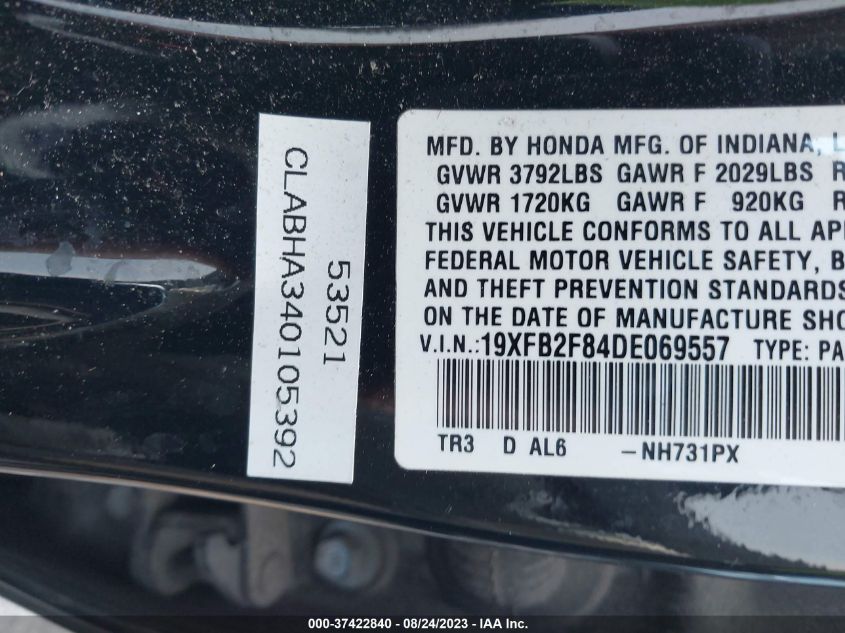 53521
CLABHA340105392
MFD. BY HONDA MFG. OF INDIANA, L
GVWR 3792LBS GAWR F 2029LBS R
GVWR 1720KG GAWR F 920KG R
THIS VEHICLE CONFORMS TO ALL APP
FEDERAL MOTOR VEHICLE SAFETY, B
AND THEFT PREVENTION STANDARDS
ON THE DATE OF MANUFACTURE SHO
V.I.N.:19XFB2F84DE069557 TYPE: PA
TR3 D AL6 -NH731PX
000-37422840 - 08/24/2023 - IAA Inc.